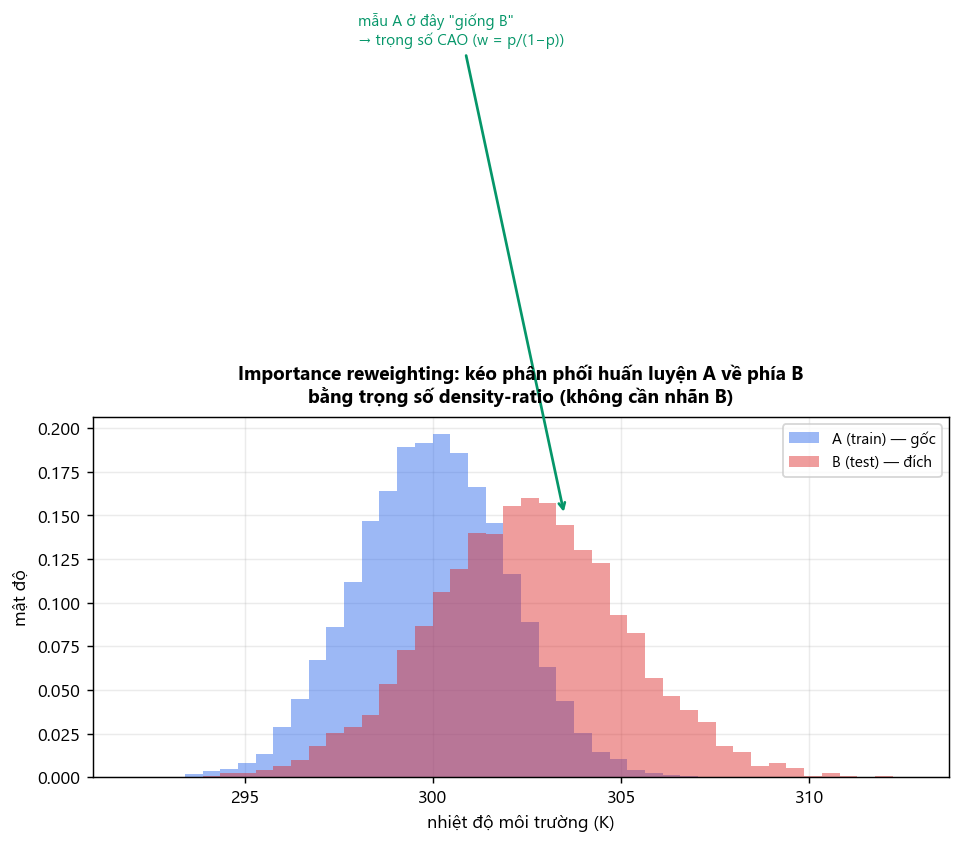 mẫu A ở đây "giống B"
→ trọng số CAO (w = p/(1−p))
Importance reweighting: kéo phân phối huấn luyện A về phía B
bằng trọng số density-ratio (không cần nhãn B)
A (train) — gốc
B (test) — đích
mật độ
0.200
0.175
0.150
0.125
0.100
0.075
0.050
0.025
0.000
295 300 305 310
nhiệt độ môi trường (K)